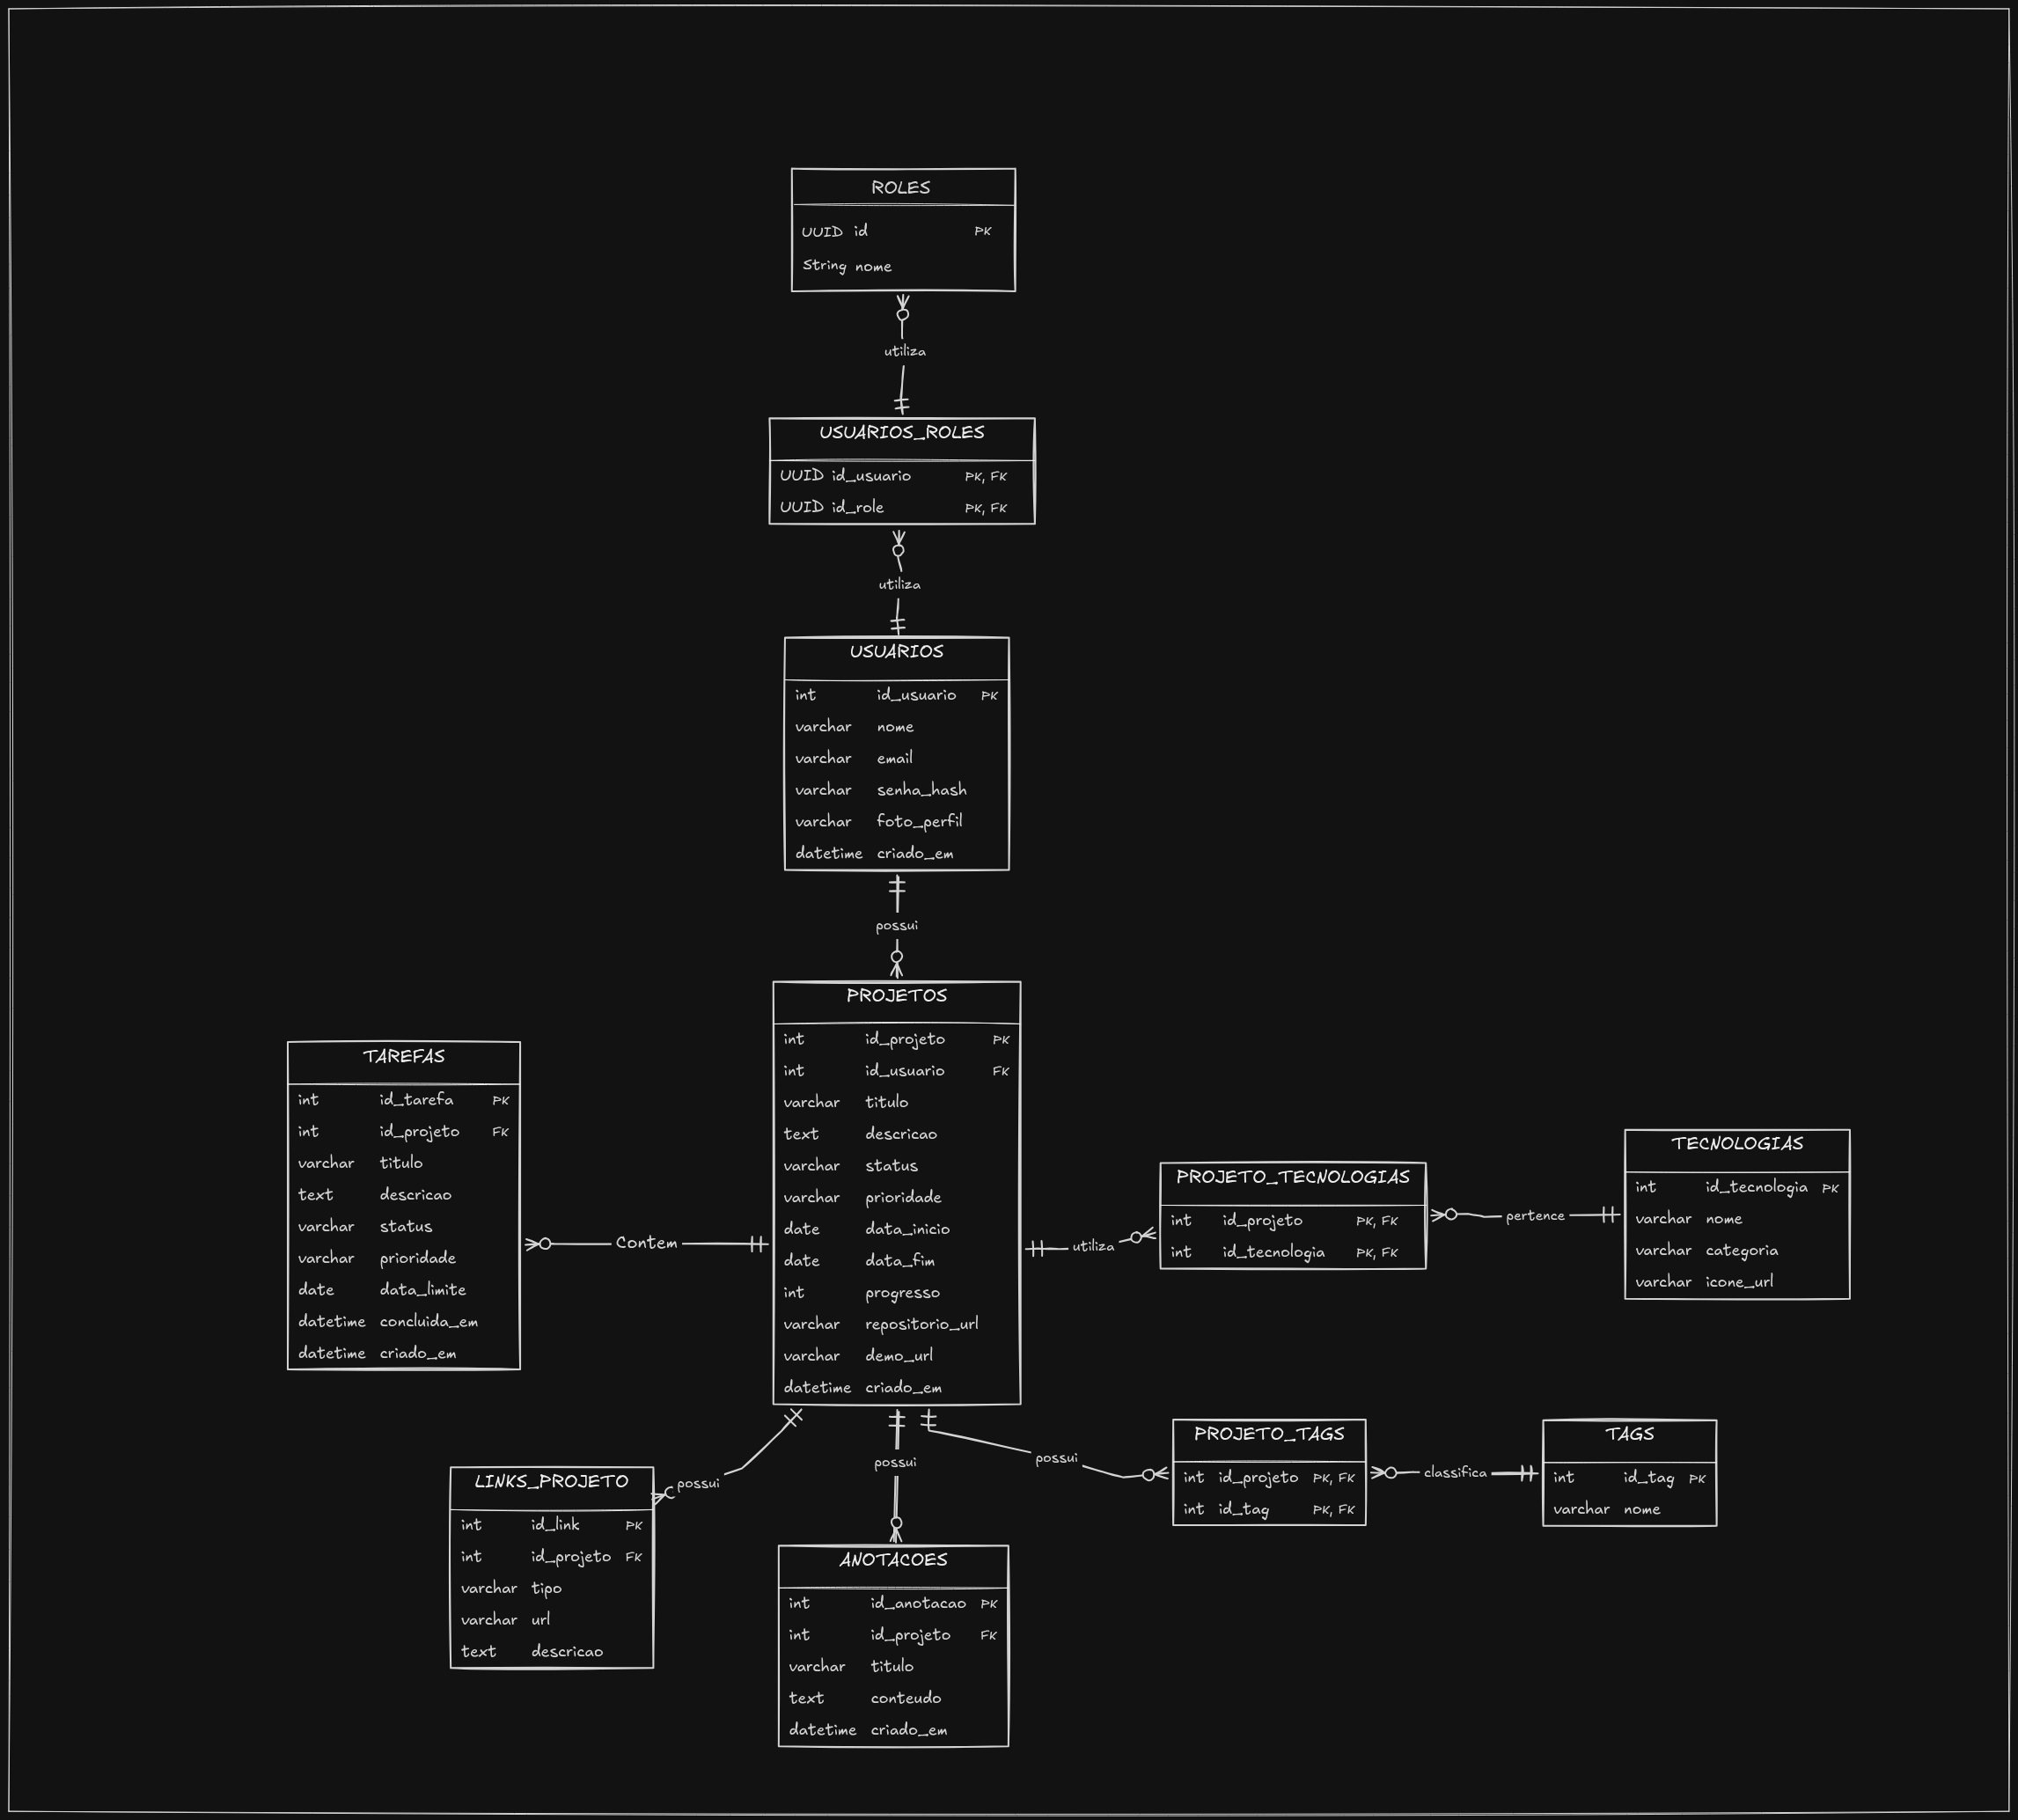 ROLES
UUID id PK
String nome
utiliza
USUARIOS_ROLES
UUID id_usuario PK, FK
UUID id_role PK, FK
utiliza
USUARIOS
int id_usuario PK
varchar nome
varchar email
varchar senha_hash
varchar foto_perfil
datetime criado_em
possui
PROJETOS
int id_projeto PK
int id_usuario FK
varchar titulo
text descricao
varchar status
varchar prioridade
date data_inicio
date data_fim
int progresso
varchar repositorio_url
varchar demo_url
datetime criado_em
TAREFAS
int id_tarefa PK
int id_projeto FK
varchar titulo
text descricao
varchar status
varchar prioridade
date data_limite
datetime concluida_em
datetime criado_em
Contem
utiliza
PROJETO_TECNOLOGIAS
int id_projeto PK, FK
int id_tecnologia PK, FK
pertence
TECNOLOGIAS
int id_tecnologia PK
varchar nome
varchar categoria
varchar icone_url
possui
PROJETO_TAGS
int id_projeto PK, FK
int id_tag PK, FK
classifica
TAGS
int id_tag PK
varchar nome
possui
LINKS_PROJETO
int id_link PK
int id_projeto FK
varchar tipo
varchar url
text descricao
possui
ANOTACOES
int id_anotacao PK
int id_projeto FK
varchar titulo
text conteudo
datetime criado_em